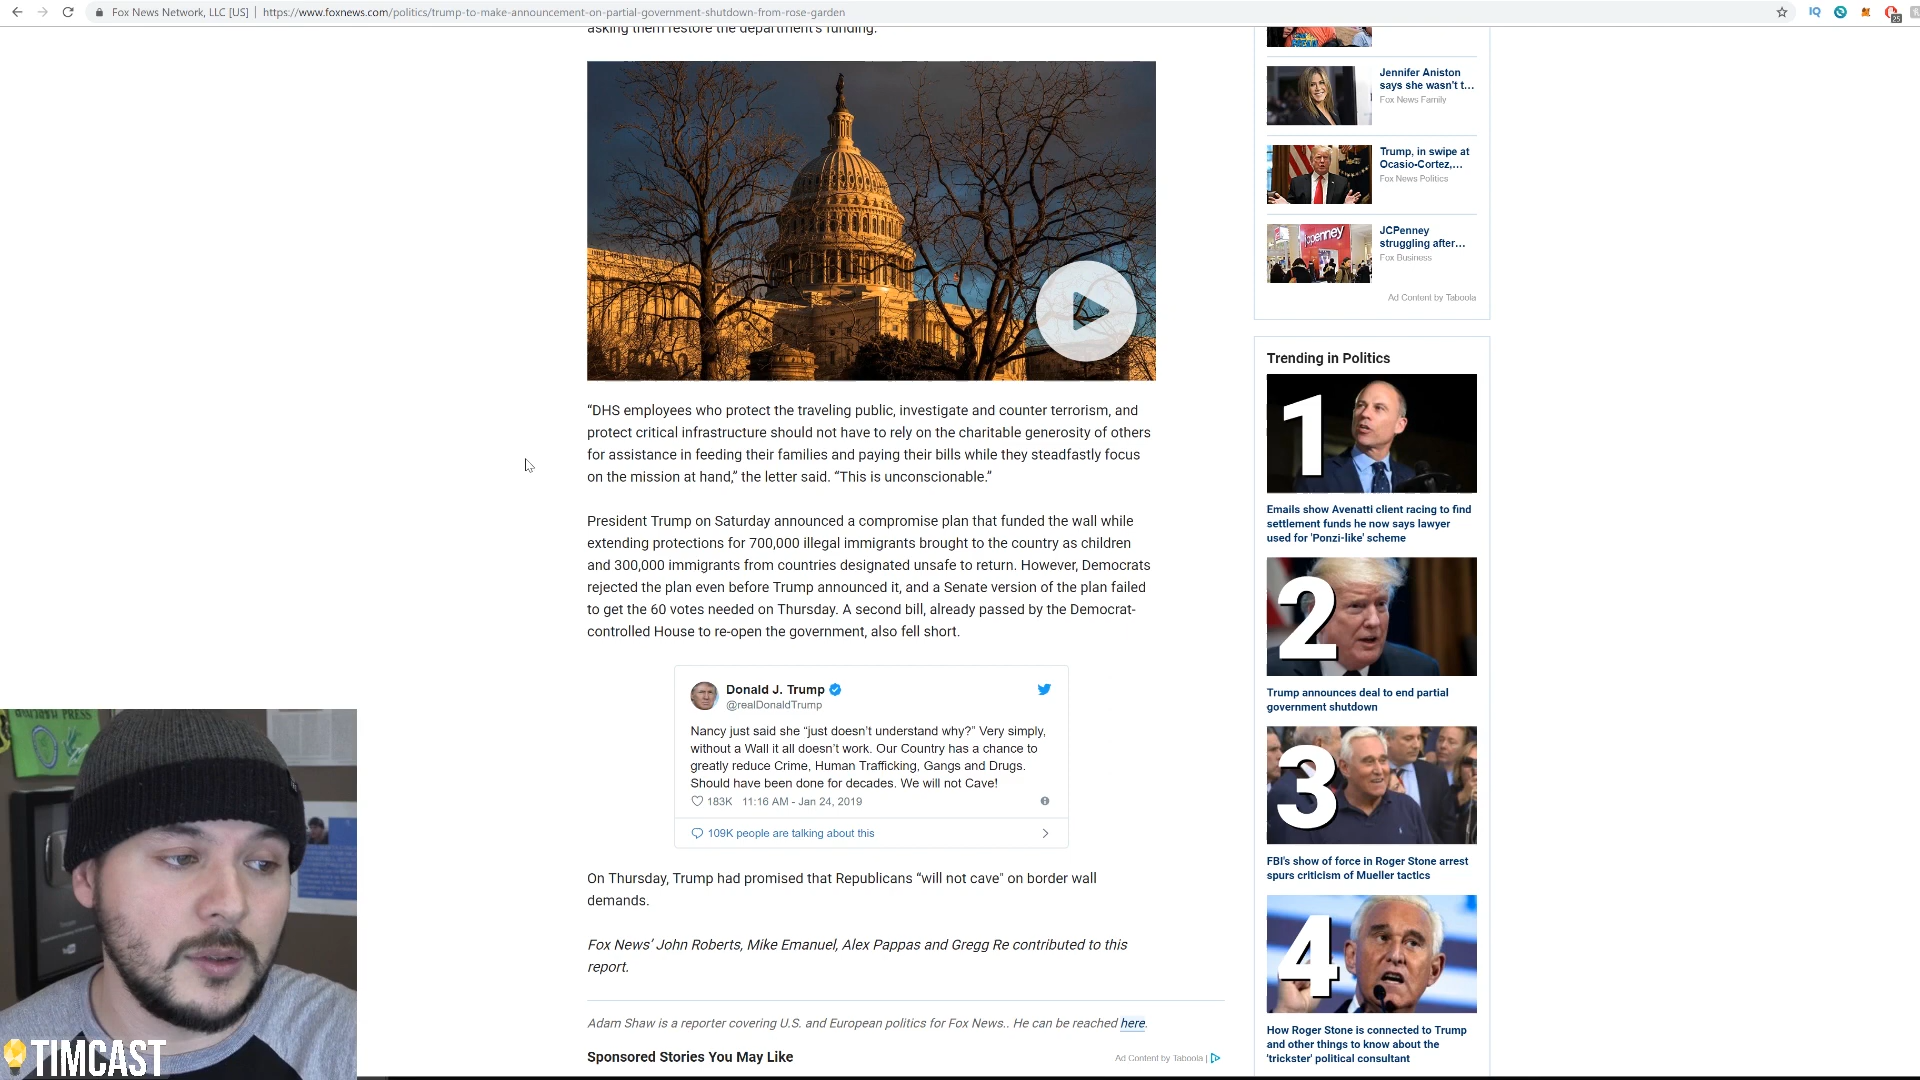 Fox News Network, LLC [US] | https://www.foxnews.com/politics/trump-to-make-announcement-on-partial-government-shutdown-from-rose-garden
IQ
25
asking them restore the department's funding.
“DHS employees who protect the traveling public, investigate and counter terrorism, and
protect critical infrastructure should not have to rely on the charitable generosity of others
for assistance in feeding their families and paying their bills while they steadfastly focus
on the mission at hand,” the letter said. “This is unconscionable.”
President Trump on Saturday announced a compromise plan that funded the wall while
extending protections for 700,000 illegal immigrants brought to the country as children
and 300,000 immigrants from countries designated unsafe to return. However, Democrats
rejected the plan even before Trump announced it, and a Senate version of the plan failed
to get the 60 votes needed on Thursday. A second bill, already passed by the Democrat-
controlled House to re-open the government, also fell short.
Donald J. Trump
@realDonaldTrump
Nancy just said she “just doesn’t understand why?” Very simply,
without a Wall it all doesn’t work. Our Country has a chance to
greatly reduce Crime, Human Trafficking, Gangs and Drugs.
Should have been done for decades. We will not Cave!
183K 11:16 AM - Jan 24, 2019
109K people are talking about this
On Thursday, Trump had promised that Republicans “will not cave" on border wall
demands.
Fox News’ John Roberts, Mike Emanuel, Alex Pappas and Gregg Re contributed to this
report.
Adam Shaw is a reporter covering U.S. and European politics for Fox News.. He can be reached here.
Sponsored Stories You May Like
Ad Content by Taboola |
Jennifer Aniston
says she wasn't t...
Fox News Family
Trump, in swipe at
Ocasio-Cortez,...
Fox News Politics
jcpenney
JCPenney
struggling after...
Fox Business
Ad Content by Taboola
Trending in Politics
1
Emails show Avenatti client racing to find
settlement funds he now says lawyer
used for 'Ponzi-like' scheme
2
Trump announces deal to end partial
government shutdown
3
FBI's show of force in Roger Stone arrest
spurs criticism of Mueller tactics
4
How Roger Stone is connected to Trump
and other things to know about the
'trickster' political consultant
PRESS
TIMCAST